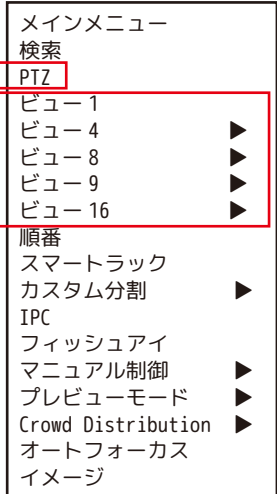 メインメニュー
検索
PTZ
ビュー 1
ビュー 4 ▶
ビュー 8 ▶
ビュー 9 ▶
ビュー 16 ▶
順番
スマートラック
カスタム分割 ▶
IPC
フィッシュアイ
マニュアル制御 ▶
プレビューモード ▶
Crowd Distribution ▶
オートフォーカス
イメージ